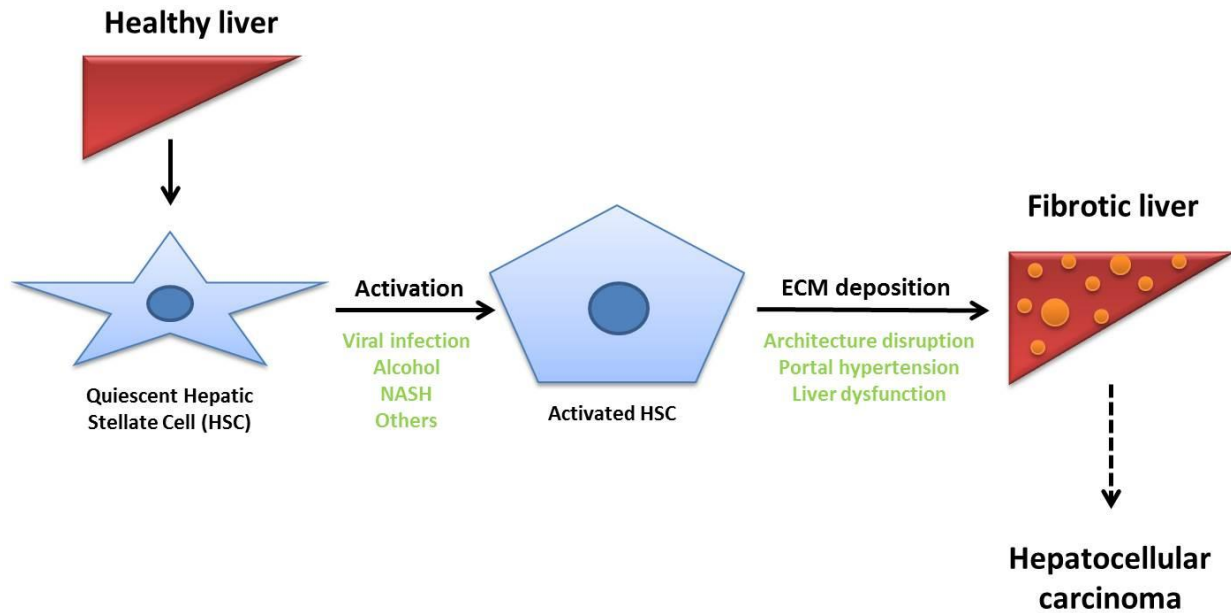 Healthy liver
Quiescent Hepatic
Stellate Cell (HSC)
Activation
Viral infection
Alcohol
NASH
Others
Activated HSC
ECM deposition
Architecture disruption
Portal hypertension
Liver dysfunction
Fibrotic liver
Hepatocellular
carcinoma